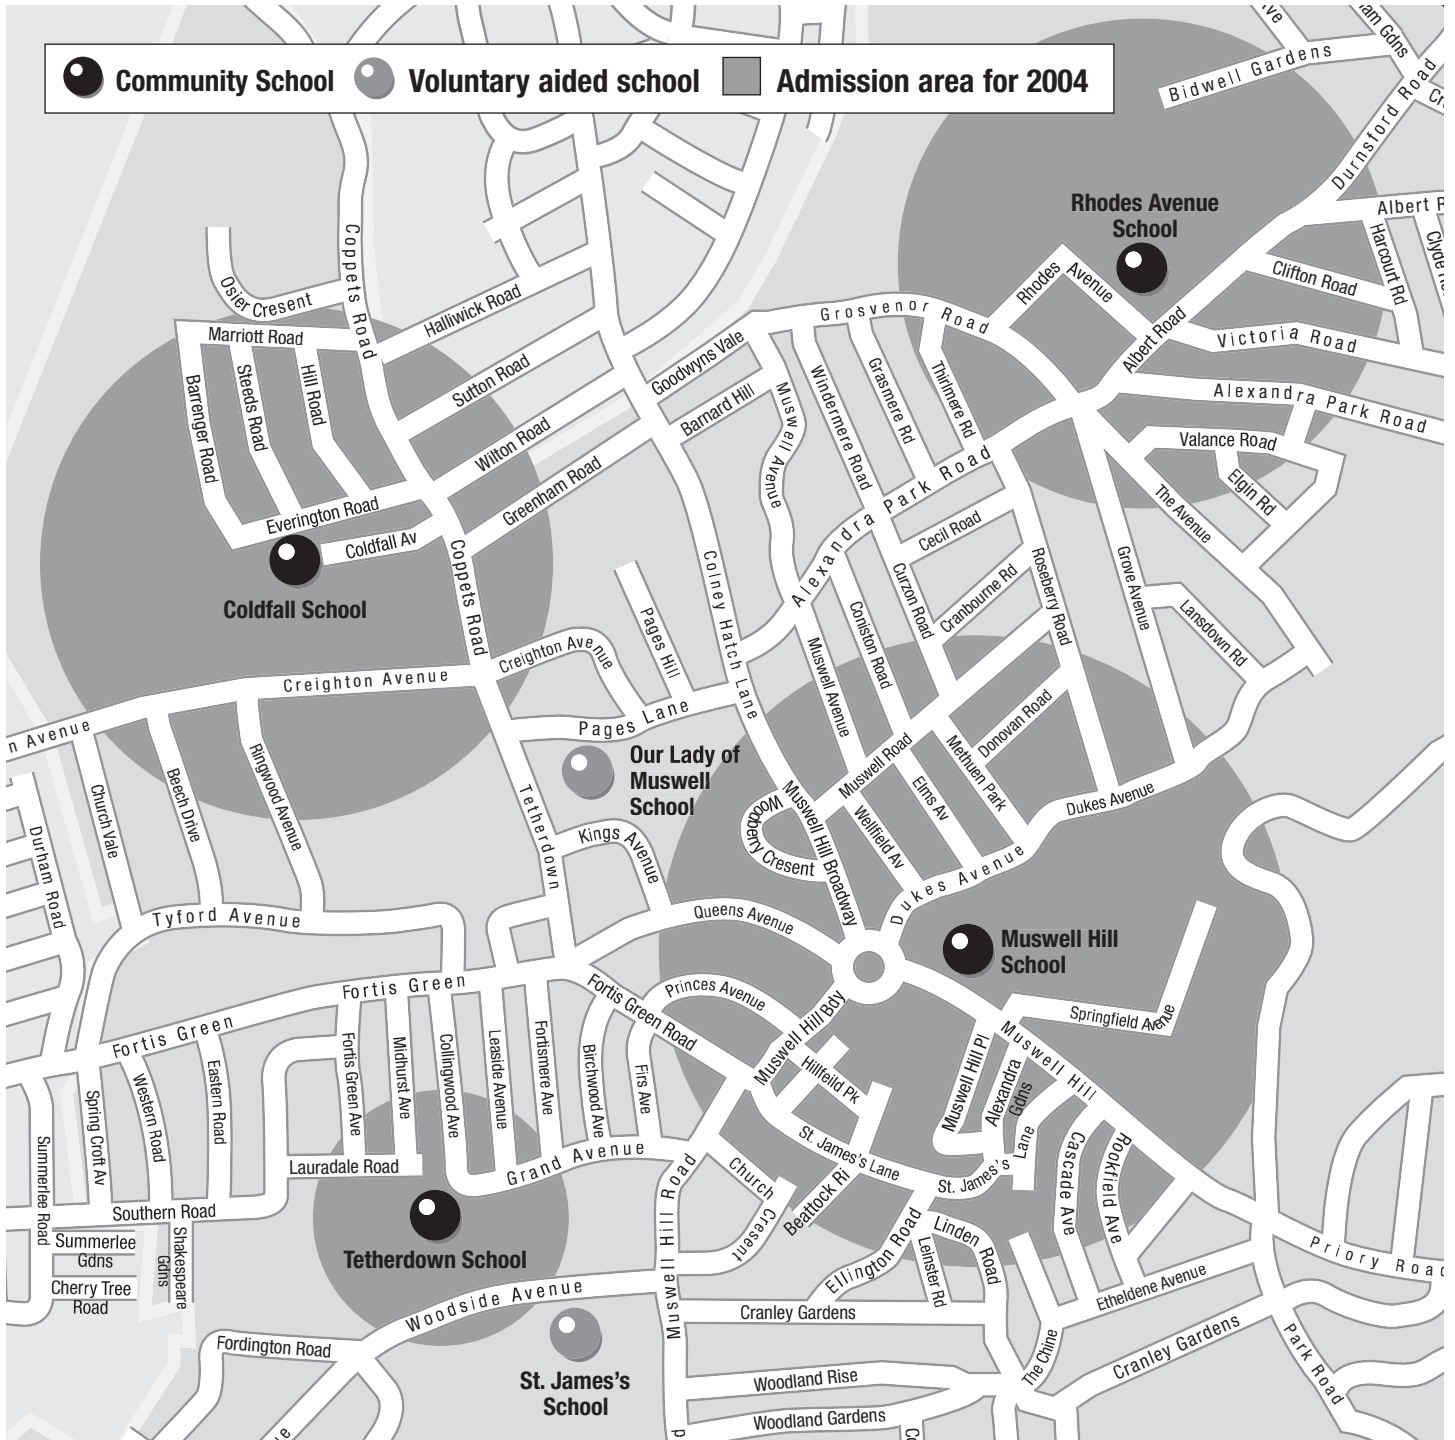 Community School
Voluntary aided school
Admission area for 2004
Bidwell Gardens
Durnsford Road
Rhodes Avenue
School
Albert R
Harcourt Rd
Clifton Road
Coppets Road
Osier Cresent
Marriott Road
Halliwick Road
Rhodes
Avenue
Grosvenor Road
Albert Road
Victoria Road
Goodwyns Vale
Sutton Road
Barnard Hill
Muswell Avenue
Windermere Road
Grasmere Rd
Thirlmere Rd
Alexandra Park Road
Barrenger Road
Steeds Road
Hill Road
Wilton Road
Valance Road
Greenham Road
Alexandra Park Road
Elgin Rd
The Avenue
Everington Road
Coldfall Av
Cecil Road
Coppets Road
Coldfall School
Colney Hatch Lane
Curzon Road
Cranbourne Rd
Roseberry Road
Grove Avenue
Lansdown Rd
Pages Hill
Coniston Road
Creighton Avenue
Muswell Avenue
Creighton Avenue
n Avenue
Pages Lane
Donovan Road
Our Lady of
Muswell
School
Muswell Road
Methuen Park
Church Vale
Beech Drive
Ringwood Avenue
Durham Road
Tetherdown
Kings Avenue
Woodberry Cresent
Muswell Hill Broadway
Wellfield Av
Elms Av
Dukes Avenue
Dukes Avenue
Tyford Avenue
Queens Avenue
Muswell Hill
School
Fortis Green
Fortis Green
Fortis Green Road
Princes Avenue
Muswell Hill Bdy
Springfield Avenue
Muswell Hill
Muswell Hill Pl
Alexandra
Gdns
Hillfeild Pk
Spring Croft Av
Western Road
Eastern Road
Fortis Green Ave
Midhurst Ave
Collingwood Ave
Leaside Avenue
Fortismere Ave
Birchwood Ave
Firs Ave
Summerlee Road
Lauradale Road
Grand Avenue
St. James's Lane
St. James's Lane
Cascade Ave
Rookfield Ave
Church
Cresent
Beattock Ri
Southern Road
Summerlee
Gdns
Cherry Tree
Road
Shakespeare
Gdns
Tetherdown School
Muswell Hill Road
Ellington Road
Linden Road
Leinster Rd
Woodside Avenue
Cranley Gardens
Etheldene Avenue
Priory Road
Fordington Road
St. James's
School
The Chine
Cranley Gardens
Park Road
Woodland Rise
Woodland Gardens